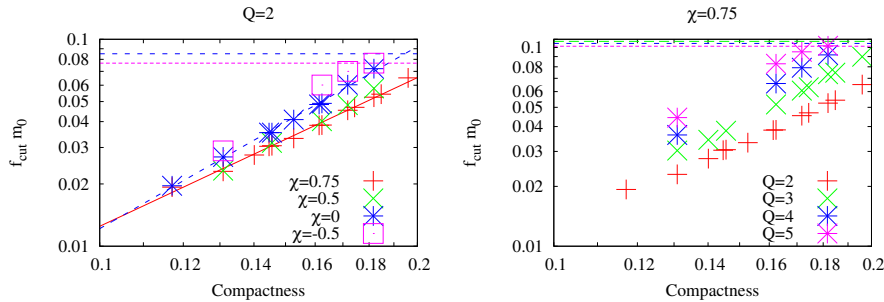 Q=2
f_cut m_0
0.1
0.08
0.06
0.05
0.04
0.03
0.02
0.01
0.1
0.12
0.14
0.16
0.18
0.2
Compactness
χ=0.75
χ=0.5
χ=0
χ=-0.5
χ=0.75
f_cut m_0
0.1
0.08
0.06
0.05
0.04
0.03
0.02
0.01
0.1
0.12
0.14
0.16
0.18
0.2
Compactness
Q=2
Q=3
Q=4
Q=5